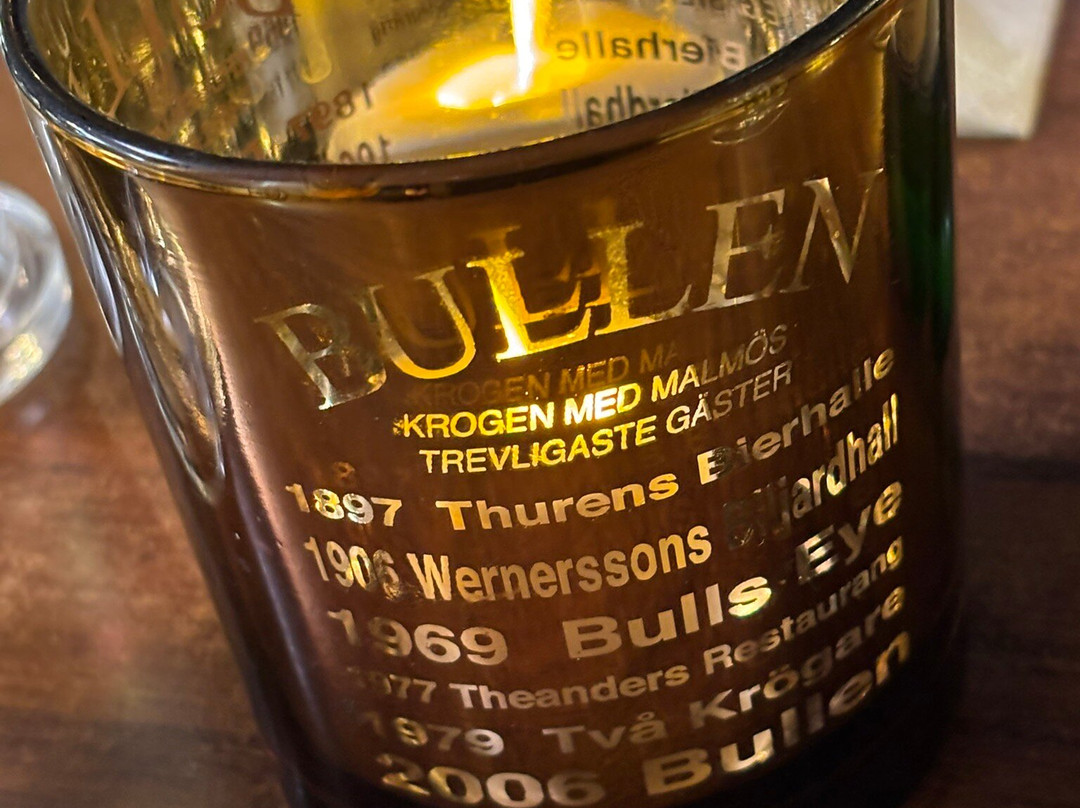 BULLEN
KROGEN MED MALMÖS
TREVLIGASTE GÄSTER
1897 Thurens Bierhalle
1906 Wernerssons Biljardhall
1969 Bulls Eye
1977 Theanders Restaurang
1979 Två Krögare
2006 Bullen